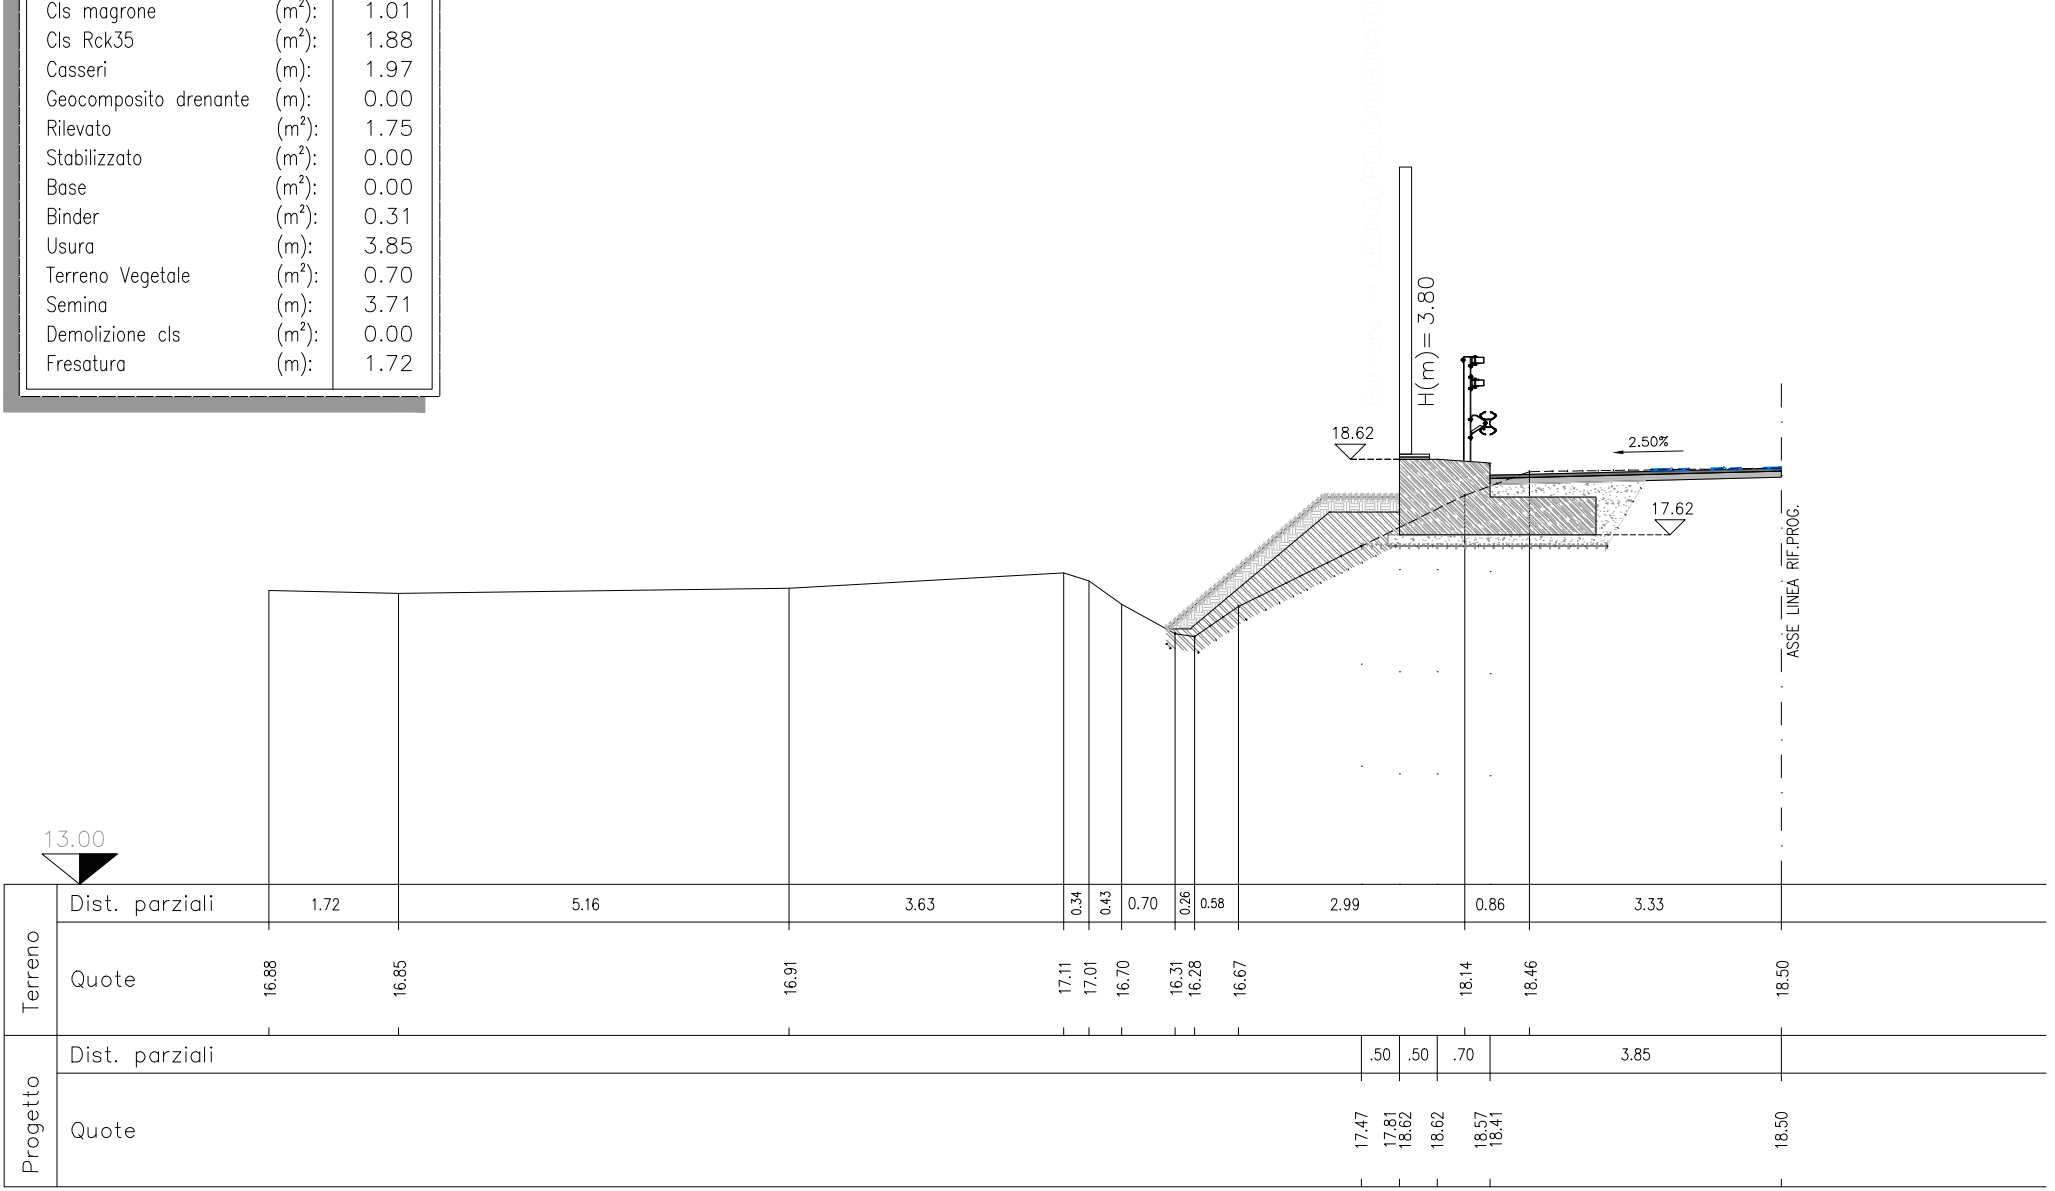 Cls magrone (m²): 1.01
Cls Rck35 (m²): 1.88
Casseri (m): 1.97
Geocomposito drenante (m): 0.00
Rilevato (m²): 1.75
Stabilizzato (m²): 0.00
Base (m²): 0.00
Binder (m²): 0.31
Usura (m): 3.85
Terreno Vegetale (m²): 0.70
Semina (m): 3.71
Demolizione cls (m²): 0.00
Fresatura (m): 1.72
Barriera in LEGNO/POLICARBONATO
H(m)= 3.80
18.62
2.50%
17.62
ASSE LINEA RIF.PROG.
13.00
Terreno
Dist. parziali 1.72 5.16 3.63 0.34 0.43 0.70 0.26 0.58 2.99 0.86 3.33
Quote 16.88 16.85 16.91 17.11 17.01 16.70 16.31 16.28 16.67 18.14 18.46 18.50
Progetto
Dist. parziali .50 .50 .70 3.85
Quote 17.47 17.81 18.62 18.62 18.57 18.41 18.50